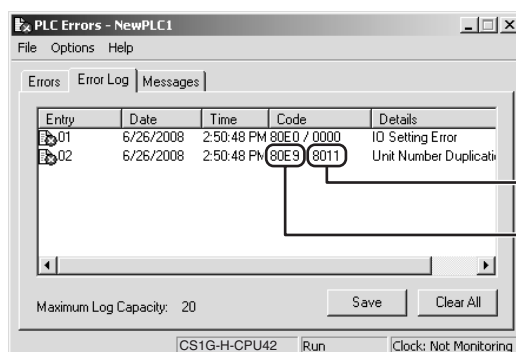 PLC Errors - NewPLC1
File Options Help
Errors Error Log Messages
Entry Date Time Code Details
01 6/26/2008 2:50:48 PM 80E0 / 0000 IO Setting Error
02 6/26/2008 2:50:48 PM 80E9 8011 Unit Number Duplicati
Maximum Log Capacity: 20 Save Clear All
CS1G-H-CPU42 Run Clock: Not Monitoring